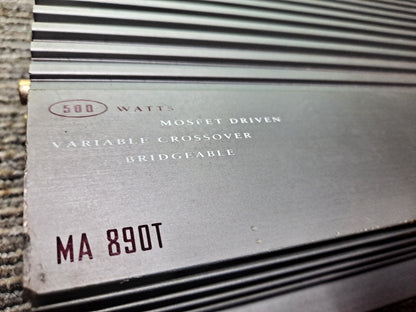 500 WATTS
MOSFET DRIVEN
VARIABLE CROSSOVER
BRIDGEABLE
MA 890T